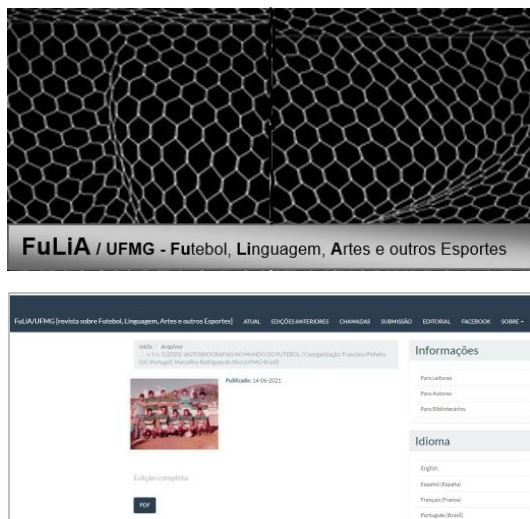 FuLiA / UFMG - Futebol, Linguagem, Artes e outros Esportes
FuLiA/UFMG [revista sobre Futebol, Linguagem, Artes e outros Esportes] ATUAL EDIÇÕES ANTERIORES CHAMADAS SUBMISSÃO EDITORIAL FACEBOOK SOBRE
Início / Arquivos
(AUTO)BIOGRAFIAS NO MUNDO DO FUTEBOL / Coorganização: Francisco Pinheiro
(UC-Portugal), Marcelino Rodrigues da Silva (UFMG-Brasil)
Publicado: 14-06-2021
Edição completa
PDF
Informações
Para Leitores
Para Autores
Para Bibliotecários
Idioma
English
Español (España)
Français (France)
Português (Brasil)